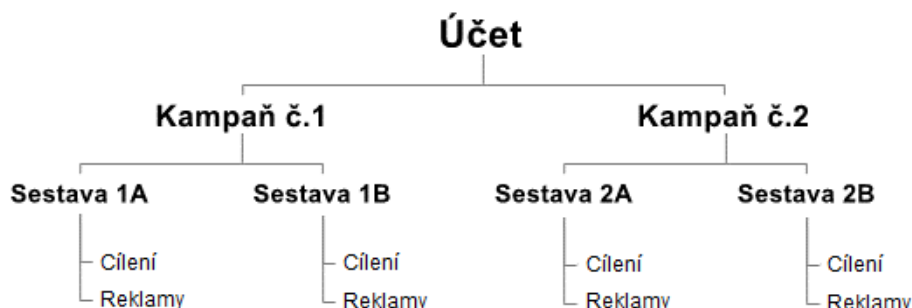 Účet
Kampaň č.1 Kampaň č.2
Sestava 1A Sestava 1B Sestava 2A Sestava 2B
Cílení Cílení Cílení Cílení
Reklamy Reklamy Reklamy Reklamy